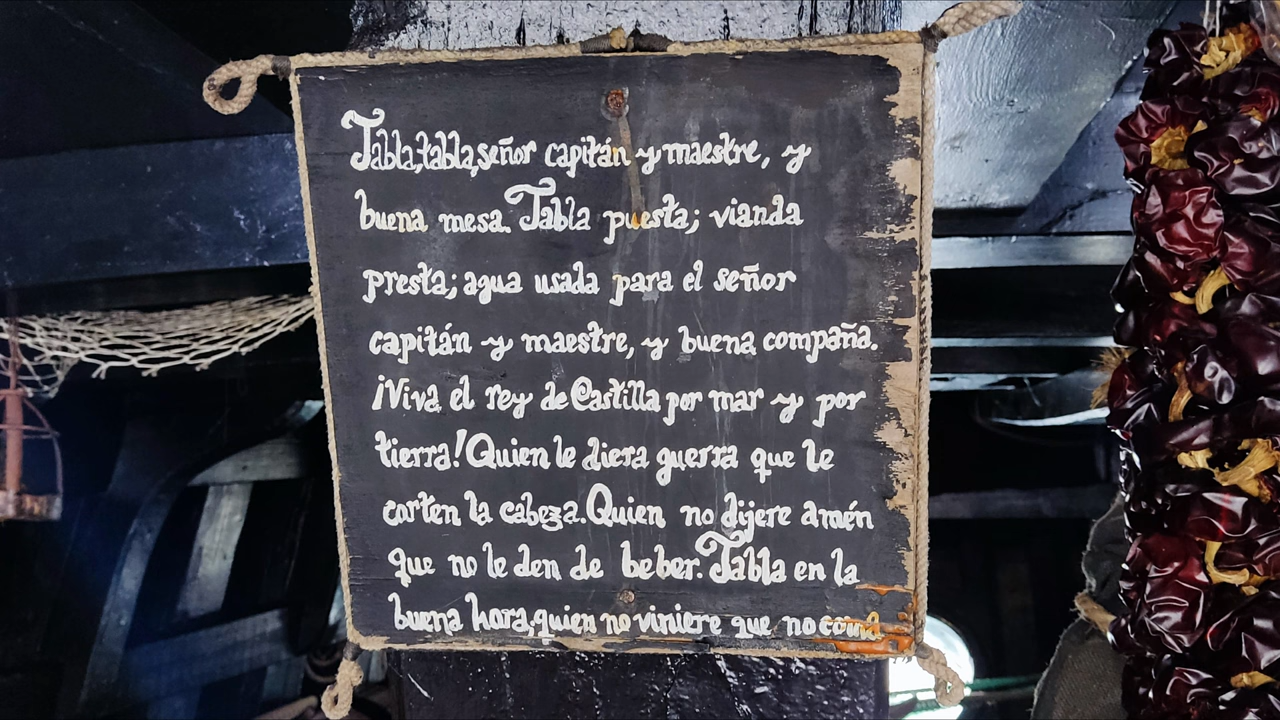 Tabla, tabla, señor capitán y maestre, y
buena mesa. Tabla puesta; vianda
presta; agua usada para el señor
capitán y maestre, y buena compaña.
¡Viva el rey de Castilla por mar y por
tierra! Quien le diera guerra que le
corten la cabeza. Quien no dijere amén
que no le den de beber. Tabla en la
buena hora, quien no viniere que no coma